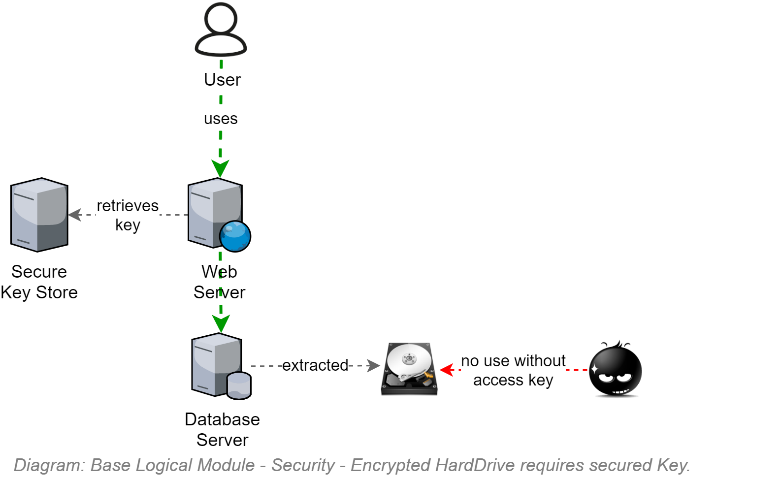 User
uses
retrieves
key
Secure
Key Store
Web
Server
extracted
no use without
access key
Database
Server
Diagram: Base Logical Module - Security - Encrypted HardDrive requires secured Key.